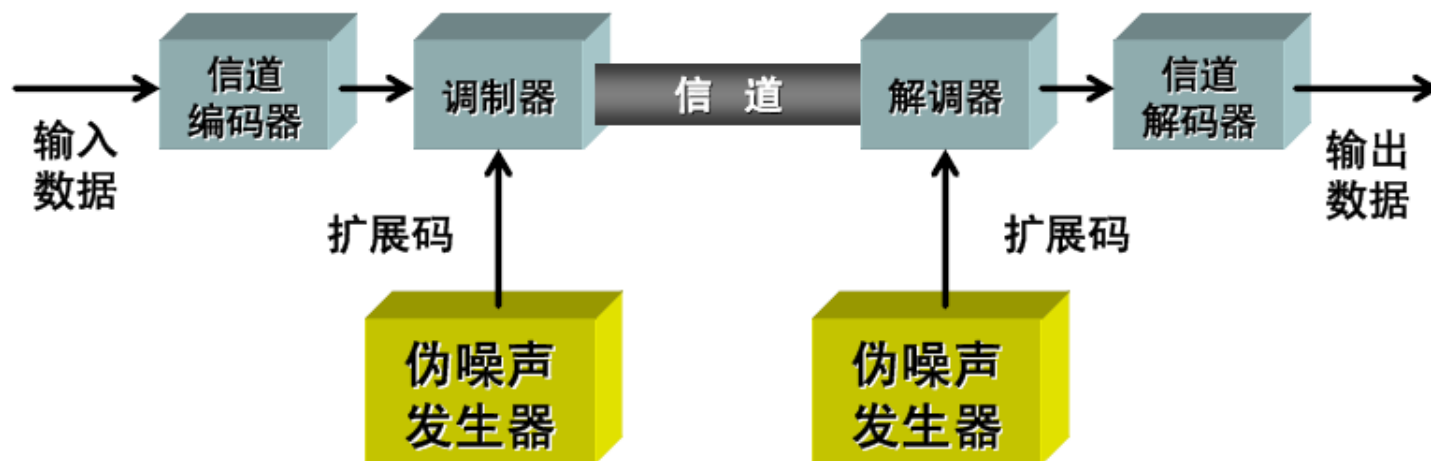 信道
编码器
调制器
信 道
解调器
信道
解码器
输入
数据
输出
数据
扩展码
扩展码
伪噪声
发生器
伪噪声
发生器